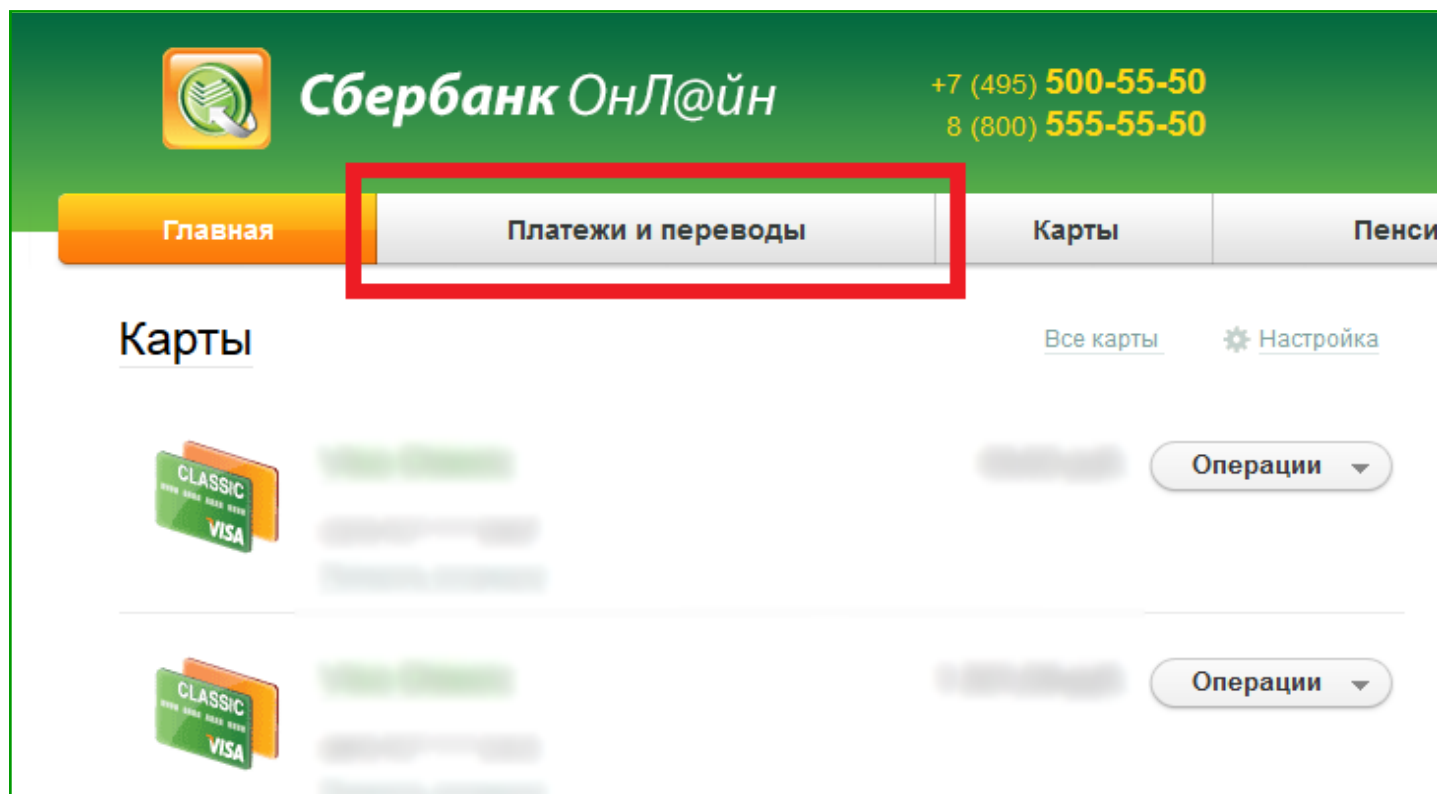 Сбербанк ОнЛ@йн
+7 (495) 500-55-50
8 (800) 555-55-50
Главная
Платежи и переводы
Карты
Пенси
Карты
Все карты
Настройка
CLASSIC
VISA
Операции
CLASSIC
VISA
Операции